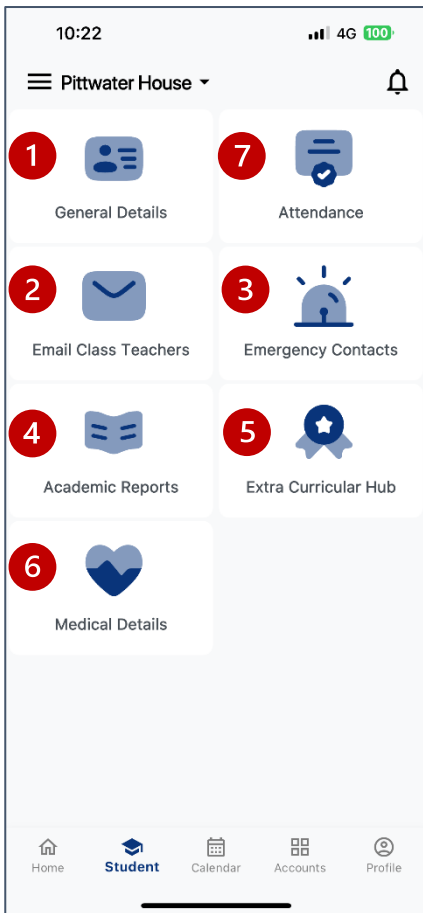 10:22 4G 100
Pittwater House
1 7
General Details Attendance
2 3
Email Class Teachers Emergency Contacts
4 5
Academic Reports Extra Curricular Hub
6
Medical Details
Home Student Calendar Accounts Profile